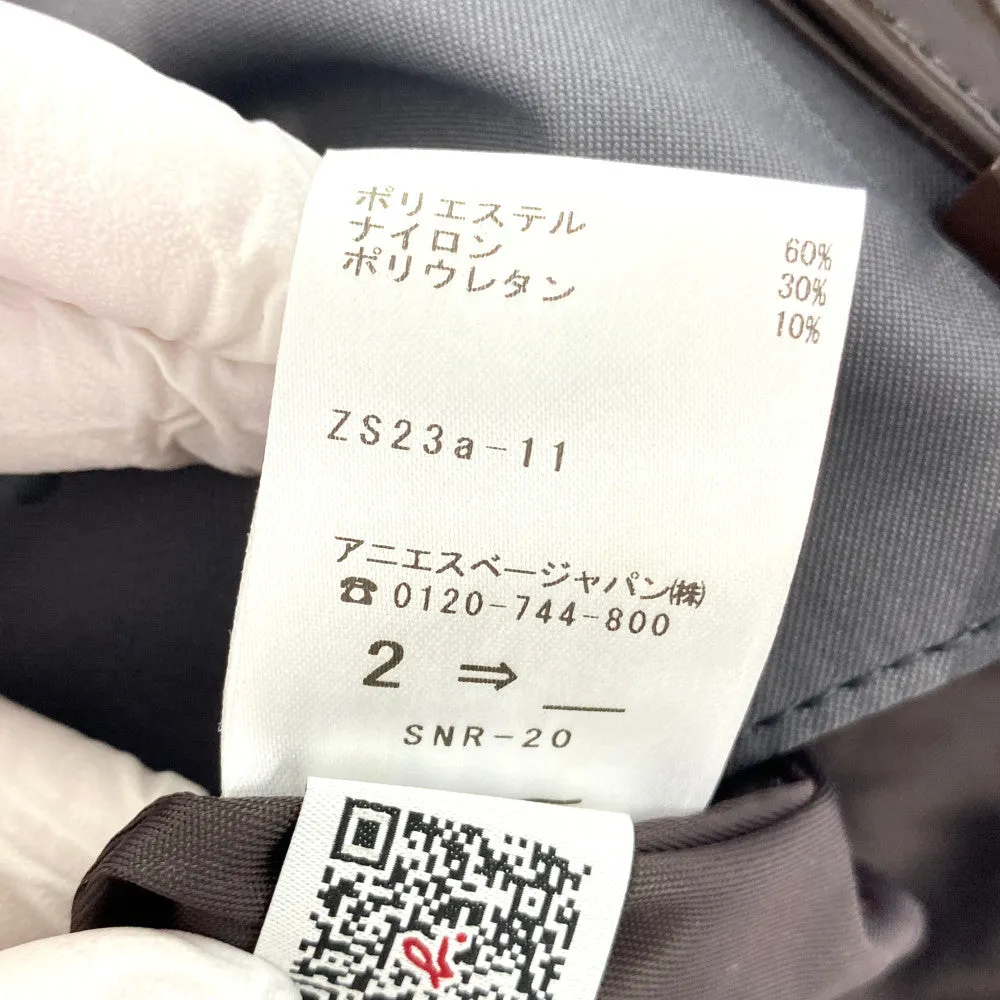 ポリエステル 60%
ナイロン 30%
ポリウレタン 10%
ZS23a-11
アニエスベージャパン(株)
☎ 0120-744-800
2 ⇒ __
SNR-20
b.